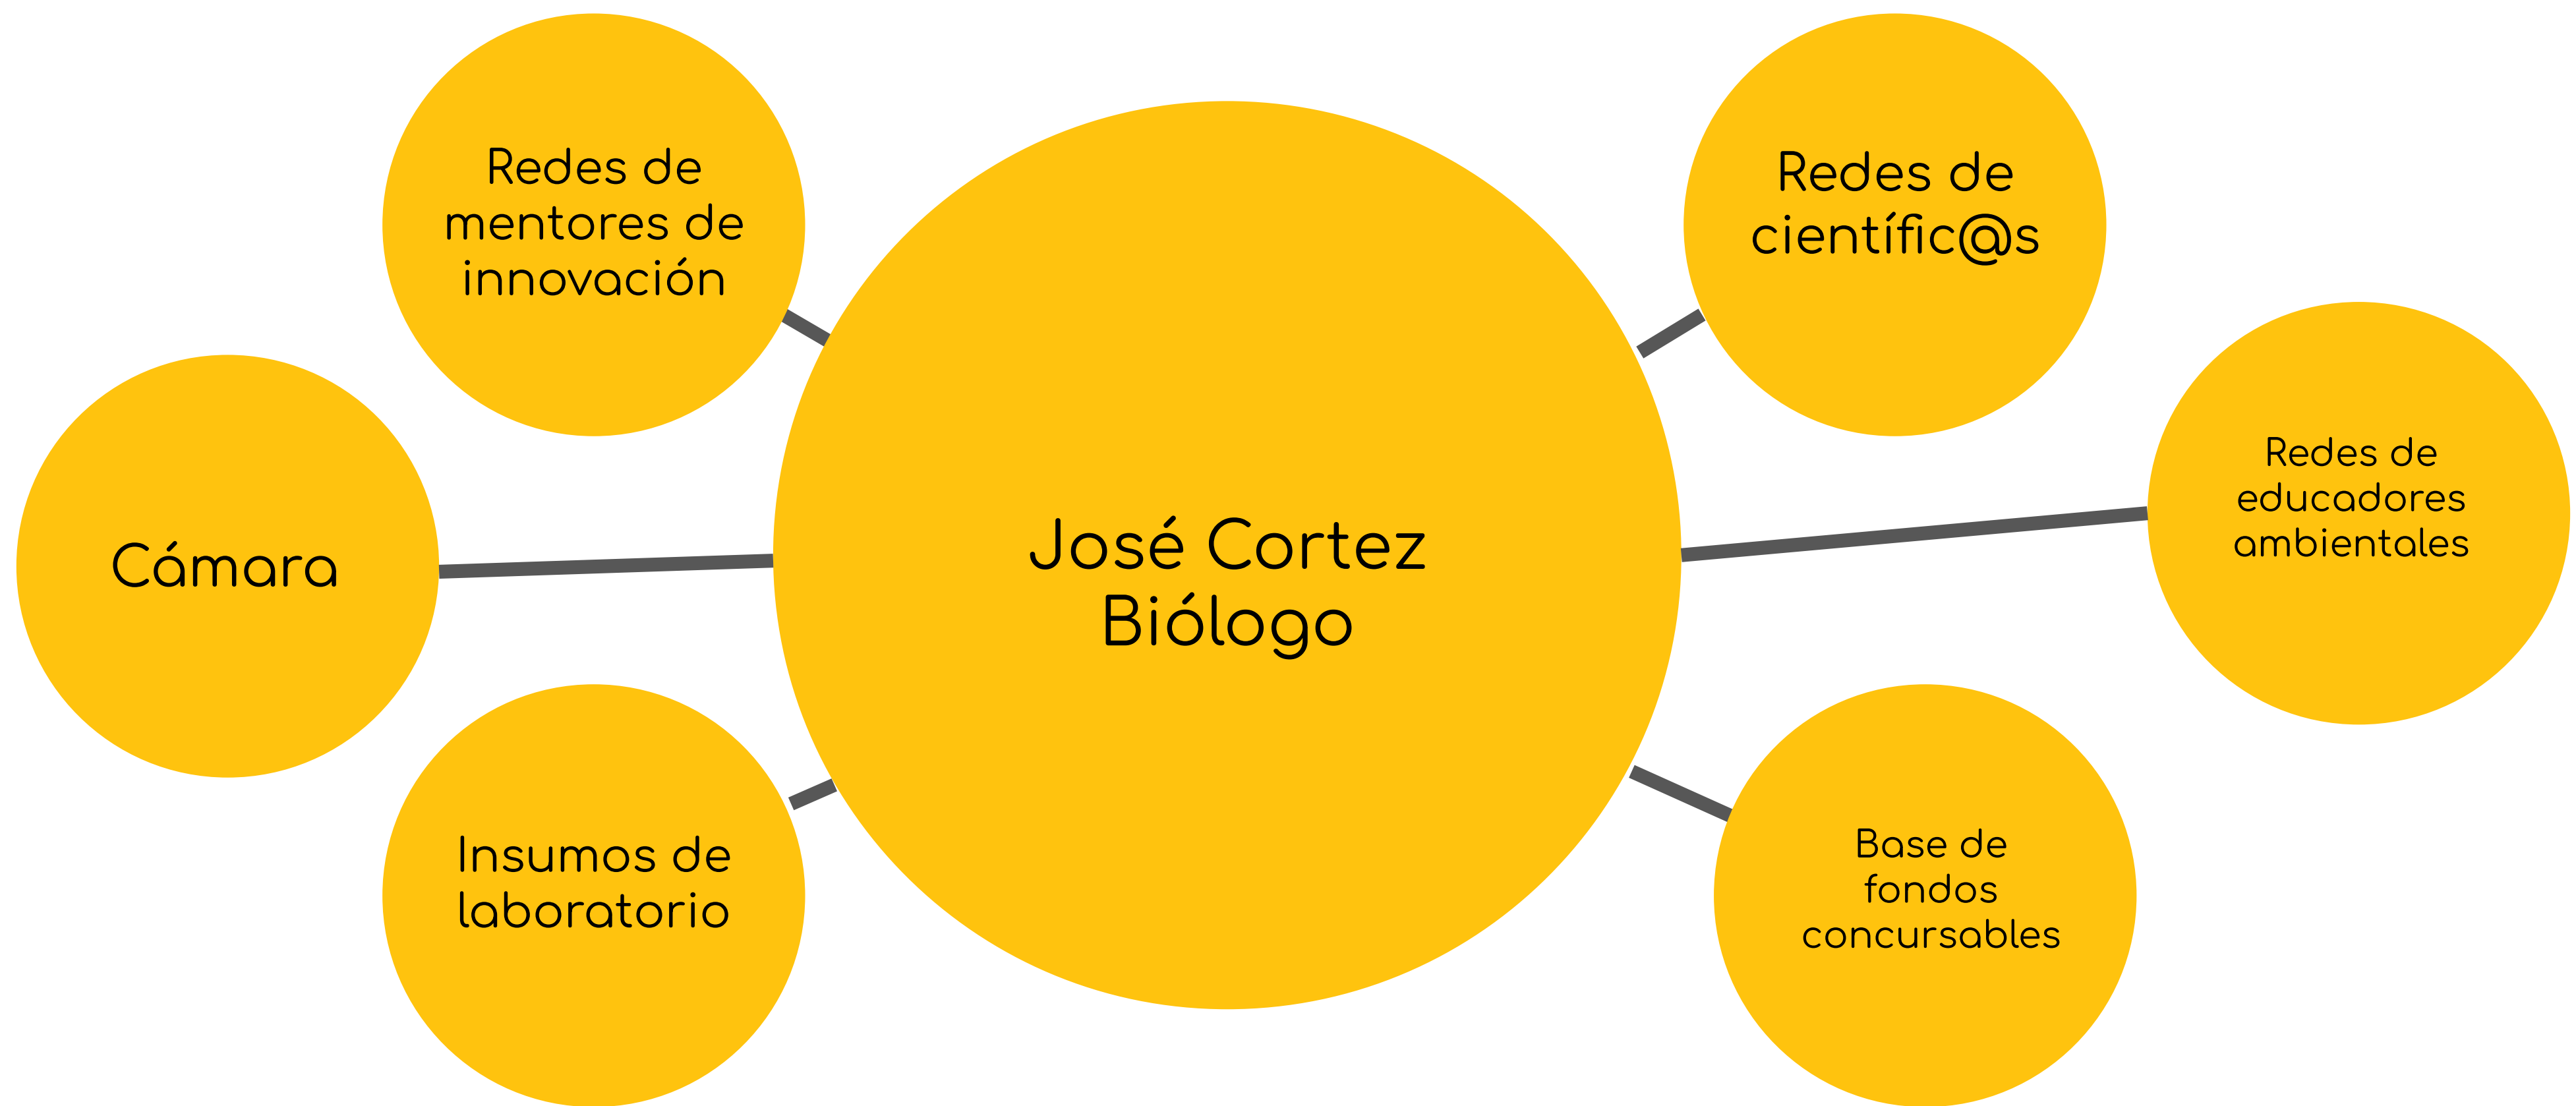 Redes de
mentores de
innovación
Redes de
científic@s
Cámara
José Cortez
Biólogo
Redes de
educadores
ambientales
Insumos de
laboratorio
Base de
fondos
concursables